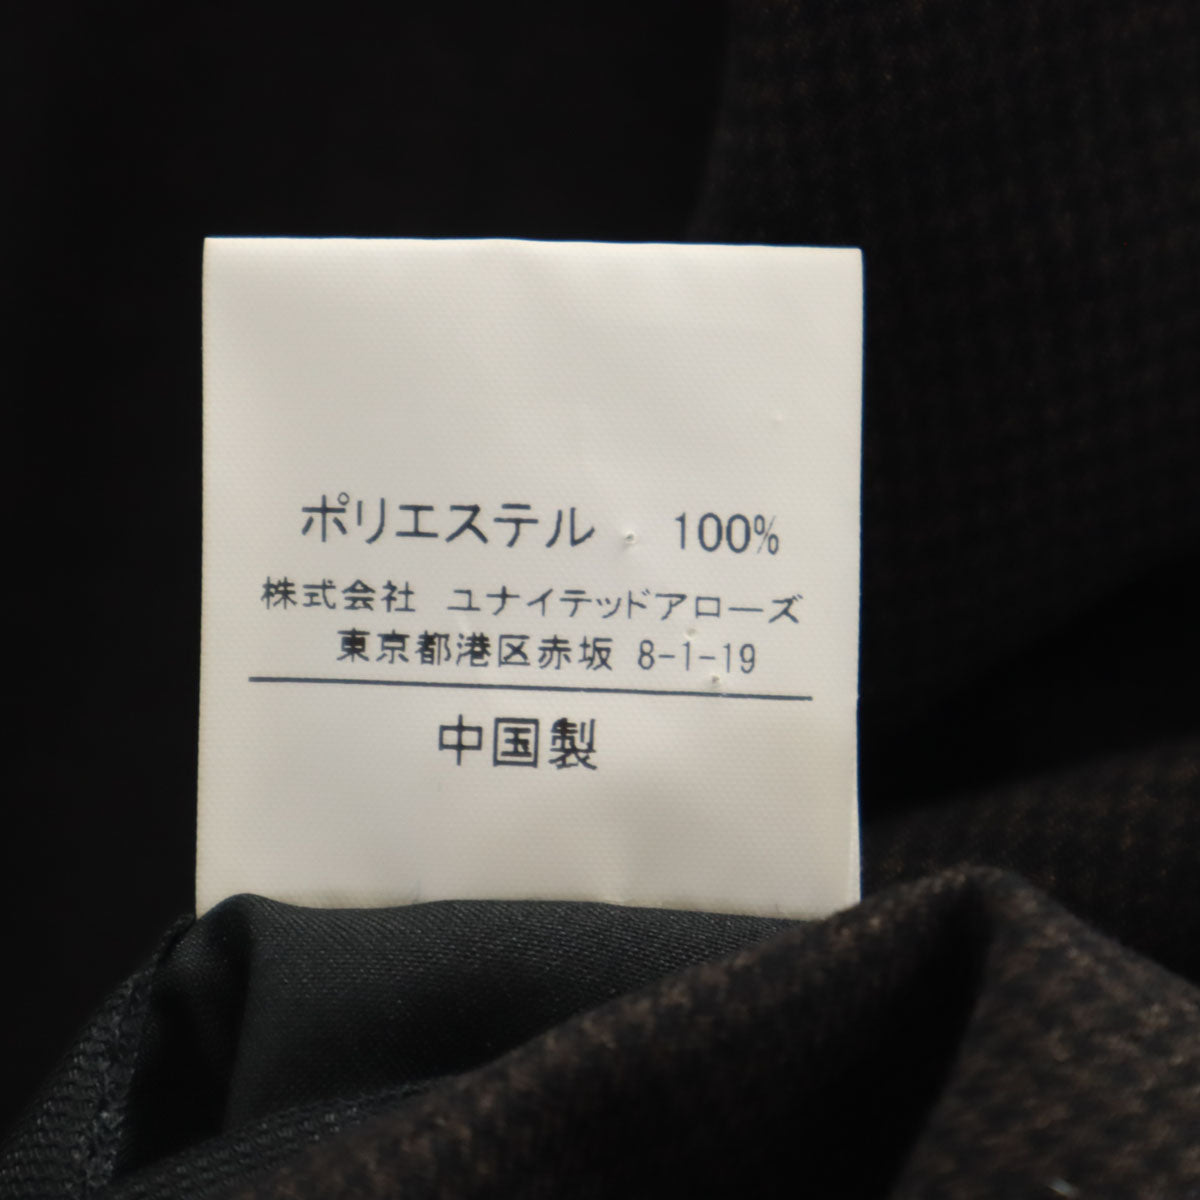 ポリエステル 100%
株式会社 ユナイテッドアローズ
東京都港区赤坂 8-1-19
中国製